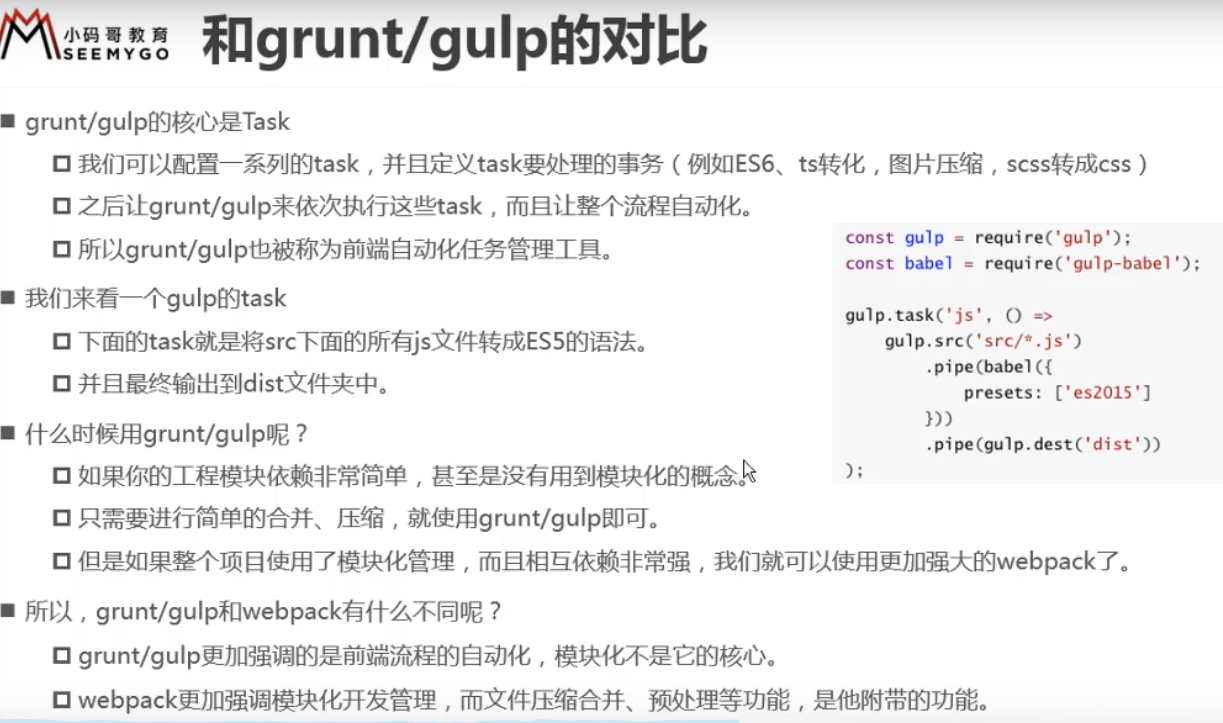 小码哥教育
SEEMYGO
和grunt/gulp的对比
grunt/gulp的核心是Task
我们可以配置一系列的task，并且定义task要处理的事务（例如ES6、ts转化，图片压缩，scss转成css）
之后让grunt/gulp来依次执行这些task，而且让整个流程自动化。
所以grunt/gulp也被称为前端自动化任务管理工具。
我们来看一个gulp的task
下面的task就是将src下面的所有js文件转成ES5的语法。
并且最终输出到dist文件夹中。
什么时候用grunt/gulp呢？
如果你的工程模块依赖非常简单，甚至是没有用到模块化的概念。
只需要进行简单的合并、压缩，就使用grunt/gulp即可。
但是如果整个项目使用了模块化管理，而且相互依赖非常强，我们就可以使用更加强大的webpack了。
所以，grunt/gulp和webpack有什么不同呢？
grunt/gulp更加强调的是前端流程的自动化，模块化不是它的核心。
webpack更加强调模块化开发管理，而文件压缩合并、预处理等功能，是他附带的功能。
const gulp = require('gulp');
const babel = require('gulp-babel');
gulp.task('js', () =>
gulp.src('src/*.js')
.pipe(babel({
presets: ['es2015']
}))
.pipe(gulp.dest('dist'))
);